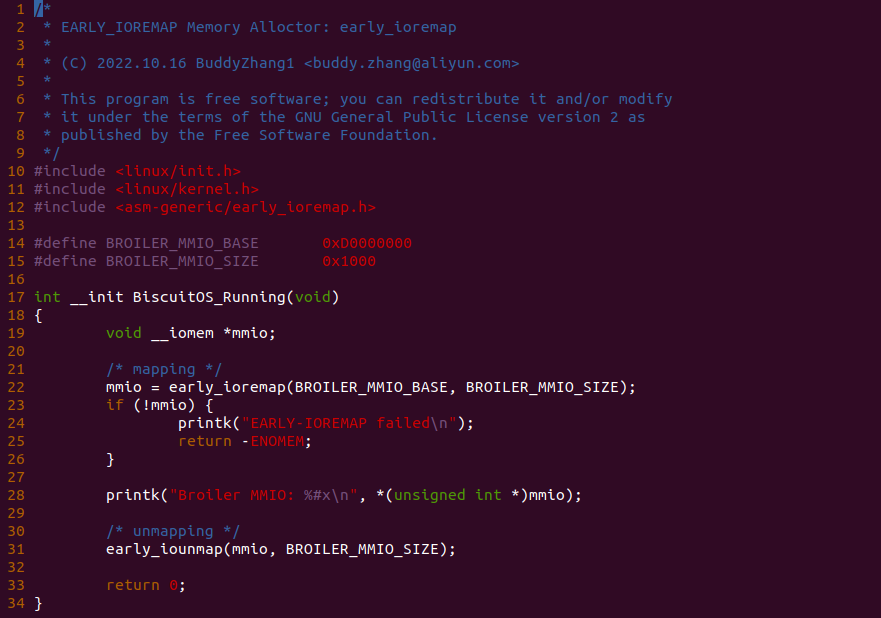 1 /*
2  * EARLY_IOREMAP Memory Alloctor: early_ioremap
3  *
4  * (C) 2022.10.16 BuddyZhang1 <buddy.zhang@aliyun.com>
5  *
6  * This program is free software; you can redistribute it and/or modify
7  * it under the terms of the GNU General Public License version 2 as
8  * published by the Free Software Foundation.
9  */
10 #include <linux/init.h>
11 #include <linux/kernel.h>
12 #include <asm-generic/early_ioremap.h>
13
14 #define BROILER_MMIO_BASE       0xD0000000
15 #define BROILER_MMIO_SIZE       0x1000
16
17 int __init BiscuitOS_Running(void)
18 {
19         void __iomem *mmio;
20
21         /* mapping */
22         mmio = early_ioremap(BROILER_MMIO_BASE, BROILER_MMIO_SIZE);
23         if (!mmio) {
24                 printk("EARLY-IOREMAP failed\n");
25                 return -ENOMEM;
26         }
27
28         printk("Broiler MMIO: %#x\n", *(unsigned int *)mmio);
29
30         /* unmapping */
31         early_iounmap(mmio, BROILER_MMIO_SIZE);
32
33         return 0;
34 }